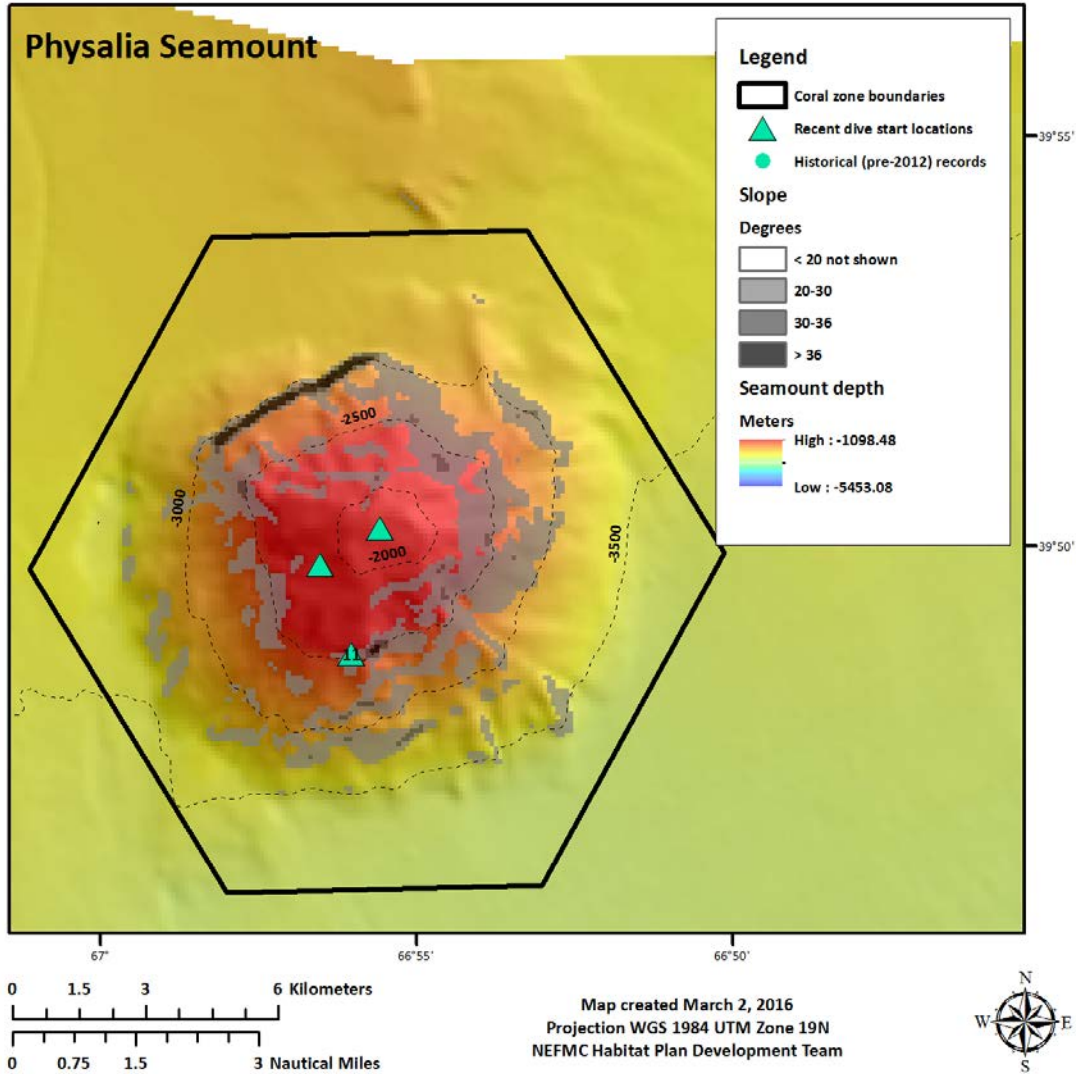 Physalia Seamount
Legend
Coral zone boundaries
Recent dive start locations
Historical (pre-2012) records
Slope
Degrees
< 20 not shown
20-30
30-36
> 36
Seamount depth
Meters
High : -1098.48
Low : -5453.08
39°55'
-2500
-3000
-3500
-2000
39°50'
67°
66°55'
66°50'
0 1.5 3 6 Kilometers
0 0.75 1.5 3 Nautical Miles
Map created March 2, 2016
Projection WGS 1984 UTM Zone 19N
NEFMC Habitat Plan Development Team
N
W E
S